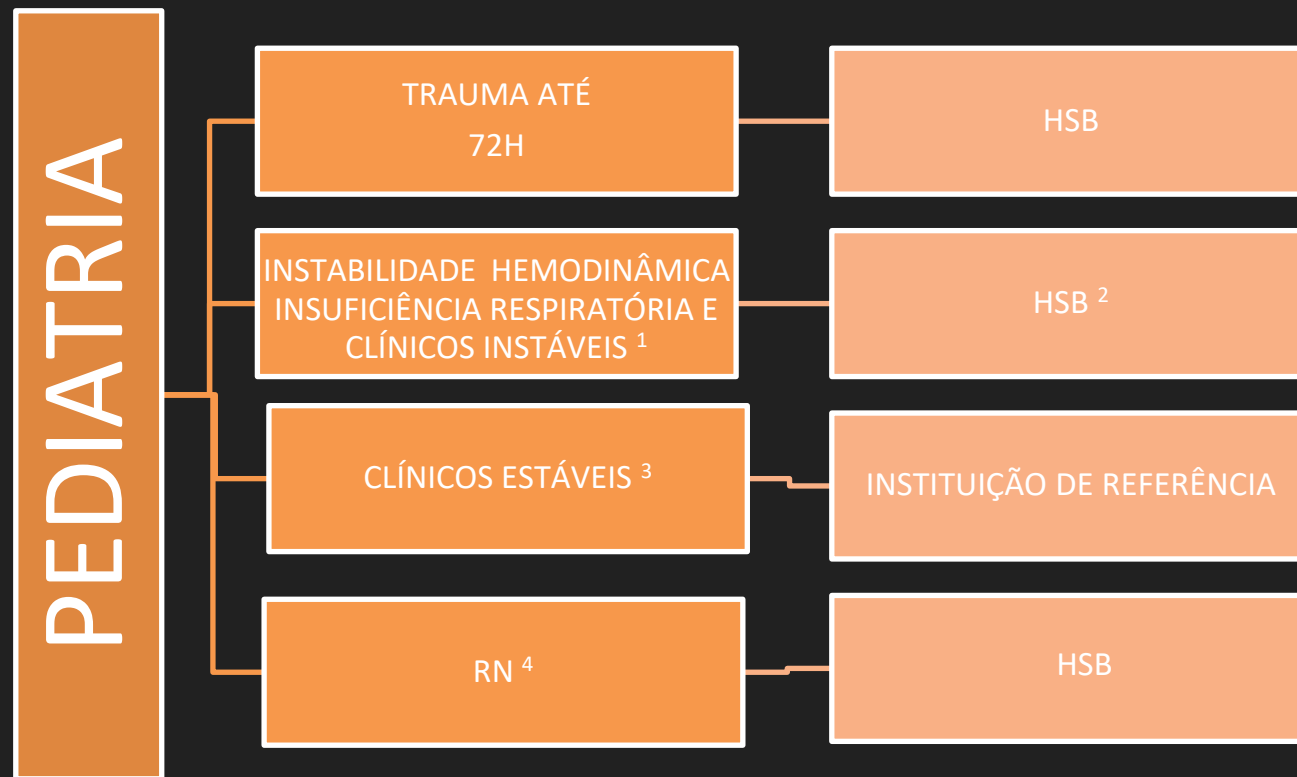 PEDIATRIA
TRAUMA ATÉ
72H
HSB
INSTABILIDADE HEMODINÂMICA
INSUFICIÊNCIA RESPIRATÓRIA E
CLÍNICOS INSTÁVEIS ¹
HSB ²
CLÍNICOS ESTÁVEIS ³
INSTITUIÇÃO DE REFERÊNCIA
RN ⁴
HSB